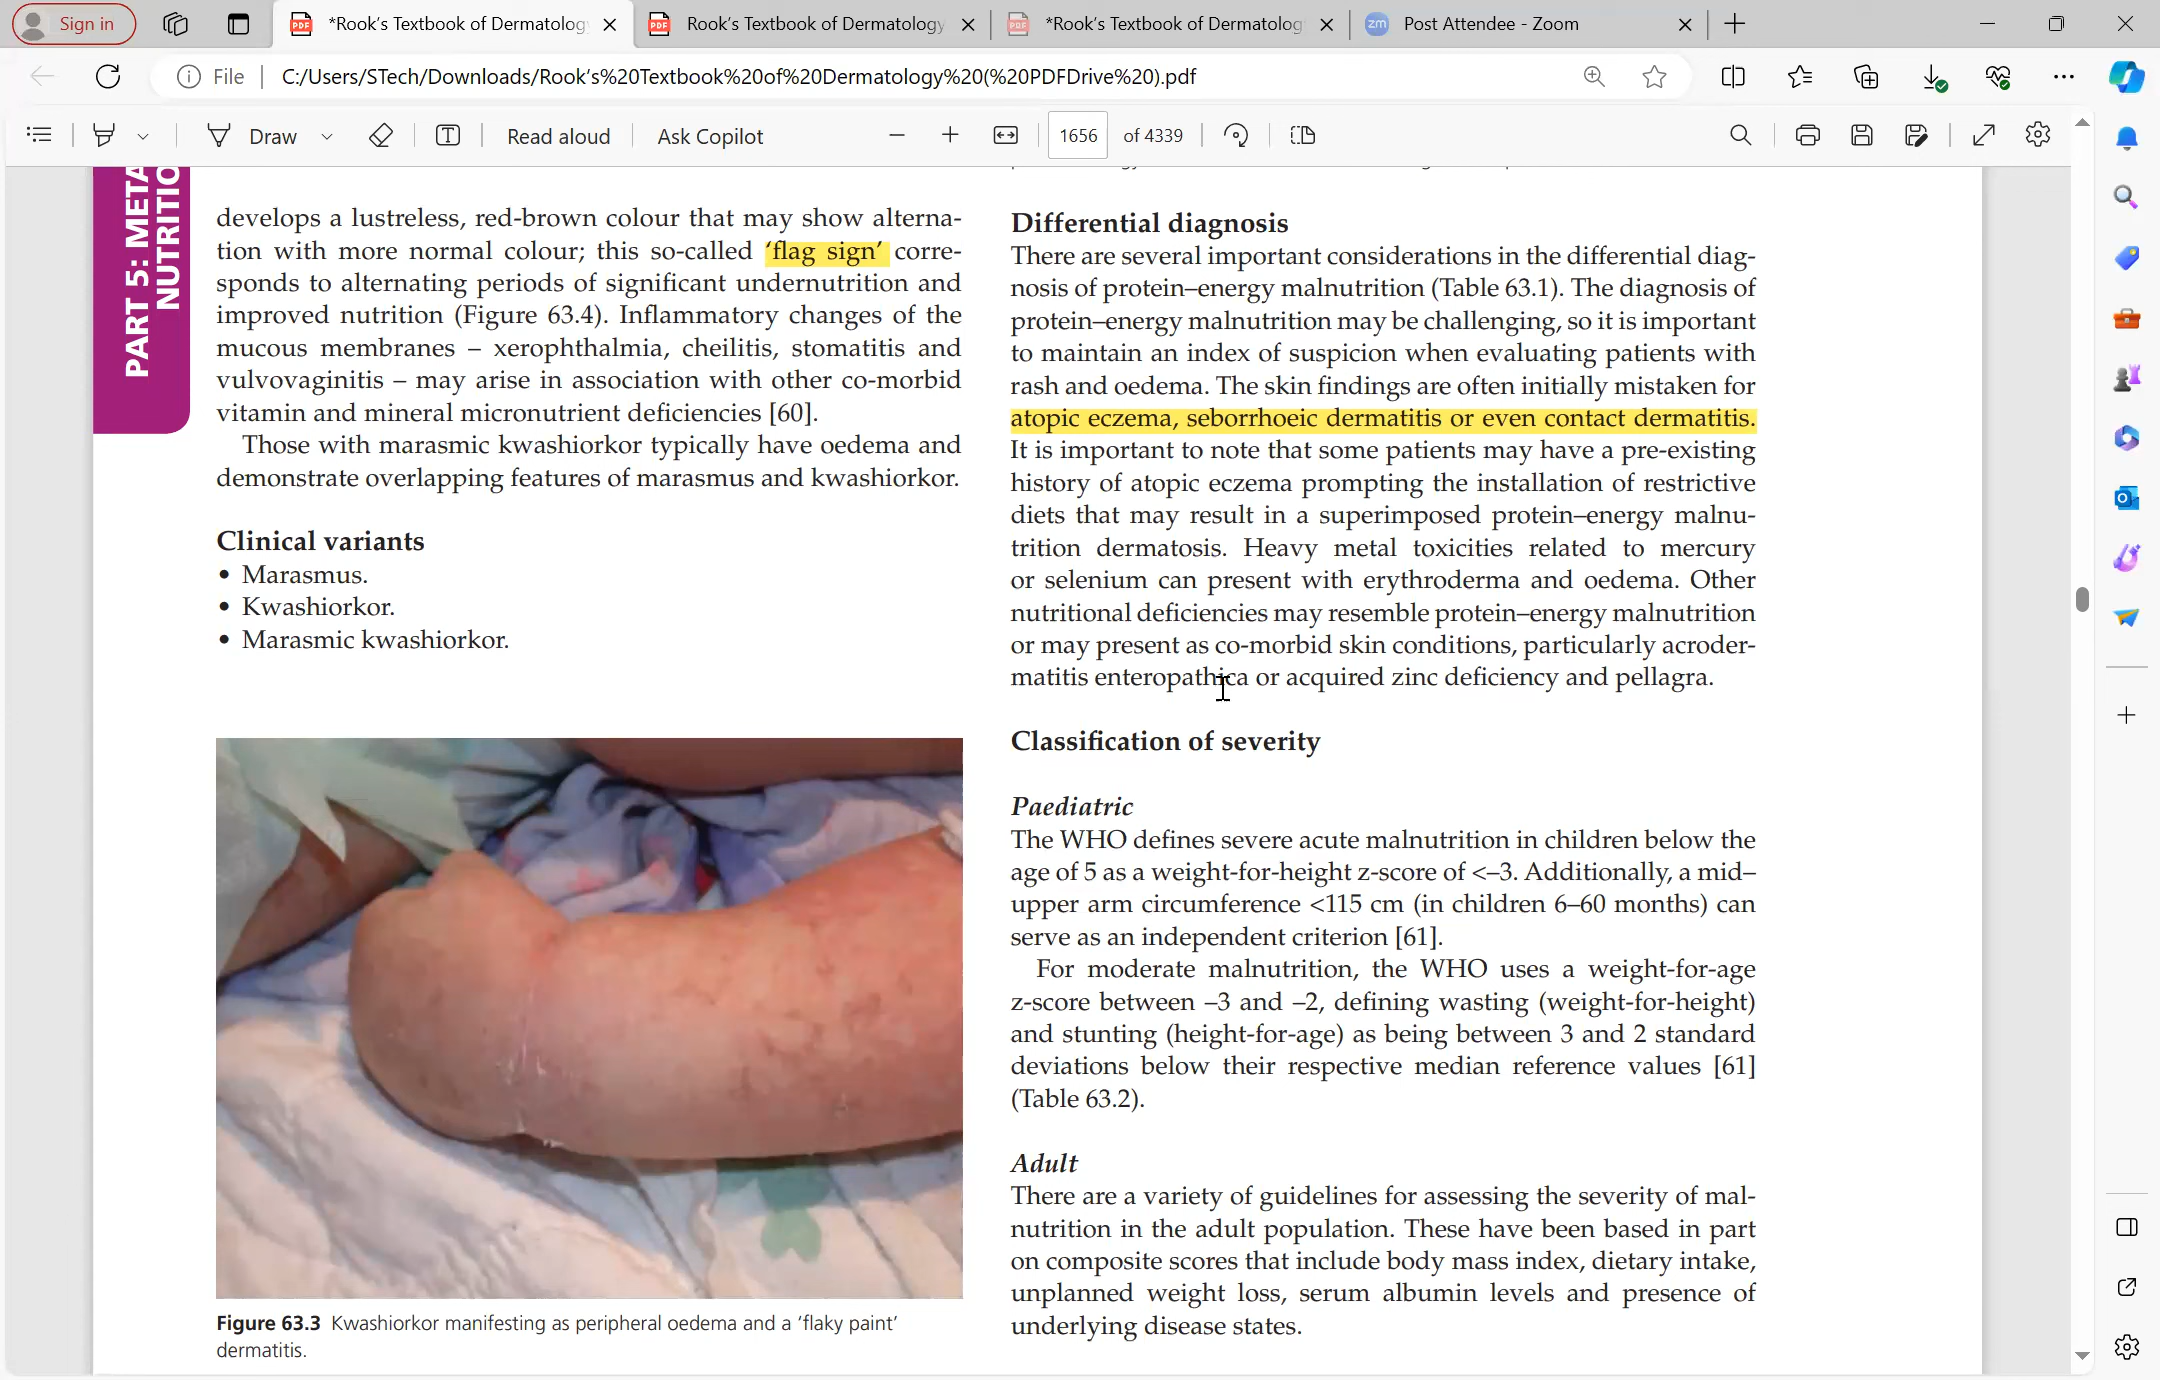 Sign in
*Rook's Textbook of Dermatology
Rook's Textbook of Dermatology
*Rook's Textbook of Dermatolog
Post Attendee - Zoom
File
C:/Users/STech/Downloads/Rook's%20Textbook%20of%20Dermatology%20(%20PDFDrive%20).pdf
Draw
Read aloud
Ask Copilot
1656 of 4339
PART 5: META
NUTRITIO
develops a lustreless, red-brown colour that may show alterna-
tion with more normal colour; this so-called 'flag sign' corre-
sponds to alternating periods of significant undernutrition and
improved nutrition (Figure 63.4). Inflammatory changes of the
mucous membranes – xerophthalmia, cheilitis, stomatitis and
vulvovaginitis – may arise in association with other co-morbid
vitamin and mineral micronutrient deficiencies [60].
Those with marasmic kwashiorkor typically have oedema and
demonstrate overlapping features of marasmus and kwashiorkor.
Clinical variants
• Marasmus.
• Kwashiorkor.
• Marasmic kwashiorkor.
Figure 63.3 Kwashiorkor manifesting as peripheral oedema and a 'flaky paint'
dermatitis.
Differential diagnosis
There are several important considerations in the differential diag-
nosis of protein–energy malnutrition (Table 63.1). The diagnosis of
protein–energy malnutrition may be challenging, so it is important
to maintain an index of suspicion when evaluating patients with
rash and oedema. The skin findings are often initially mistaken for
atopic eczema, seborrhoeic dermatitis or even contact dermatitis.
It is important to note that some patients may have a pre-existing
history of atopic eczema prompting the installation of restrictive
diets that may result in a superimposed protein–energy malnu-
trition dermatosis. Heavy metal toxicities related to mercury
or selenium can present with erythroderma and oedema. Other
nutritional deficiencies may resemble protein–energy malnutrition
or may present as co-morbid skin conditions, particularly acroder-
matitis enteropathica or acquired zinc deficiency and pellagra.
Classification of severity
Paediatric
The WHO defines severe acute malnutrition in children below the
age of 5 as a weight-for-height z-score of <–3. Additionally, a mid–
upper arm circumference <115 cm (in children 6–60 months) can
serve as an independent criterion [61].
For moderate malnutrition, the WHO uses a weight-for-age
z-score between –3 and –2, defining wasting (weight-for-height)
and stunting (height-for-age) as being between 3 and 2 standard
deviations below their respective median reference values [61]
(Table 63.2).
Adult
There are a variety of guidelines for assessing the severity of mal-
nutrition in the adult population. These have been based in part
on composite scores that include body mass index, dietary intake,
unplanned weight loss, serum albumin levels and presence of
underlying disease states.